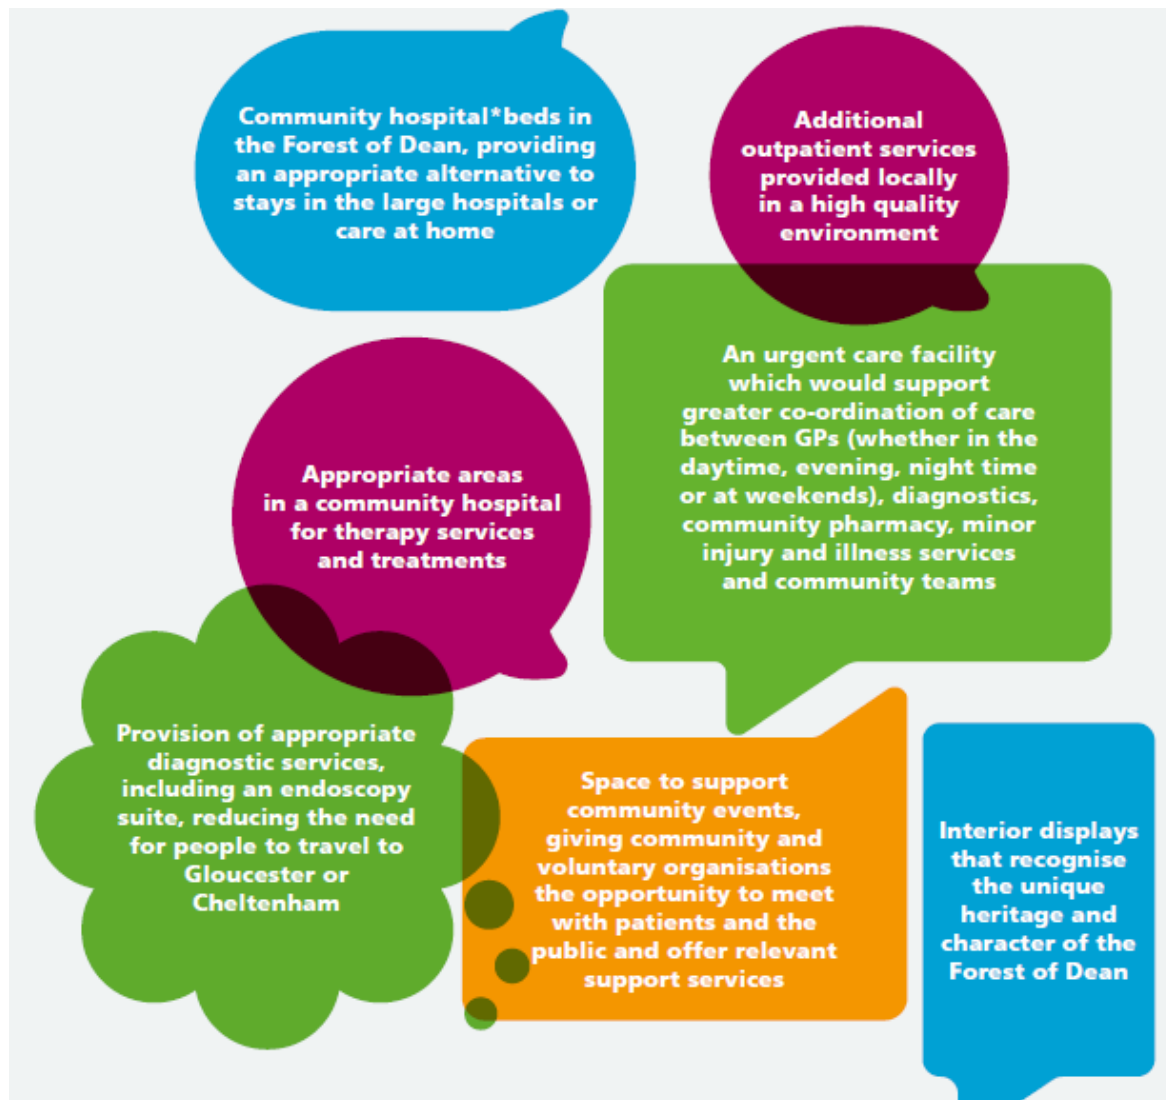 Community hospital*beds in
the Forest of Dean, providing
an appropriate alternative to
stays in the large hospitals or
care at home
Additional
outpatient services
provided locally
in a high quality
environment
An urgent care facility
which would support
greater co-ordination of care
between GPs (whether in the
daytime, evening, night time
or at weekends), diagnostics,
community pharmacy, minor
injury and illness services
and community teams
Appropriate areas
in a community hospital
for therapy services
and treatments
Provision of appropriate
diagnostic services,
including an endoscopy
suite, reducing the need
for people to travel to
Gloucester or
Cheltenham
Space to support
community events,
giving community and
voluntary organisations
the opportunity to meet
with patients and the
public and offer relevant
support services
Interior displays
that recognise
the unique
heritage and
character of the
Forest of Dean